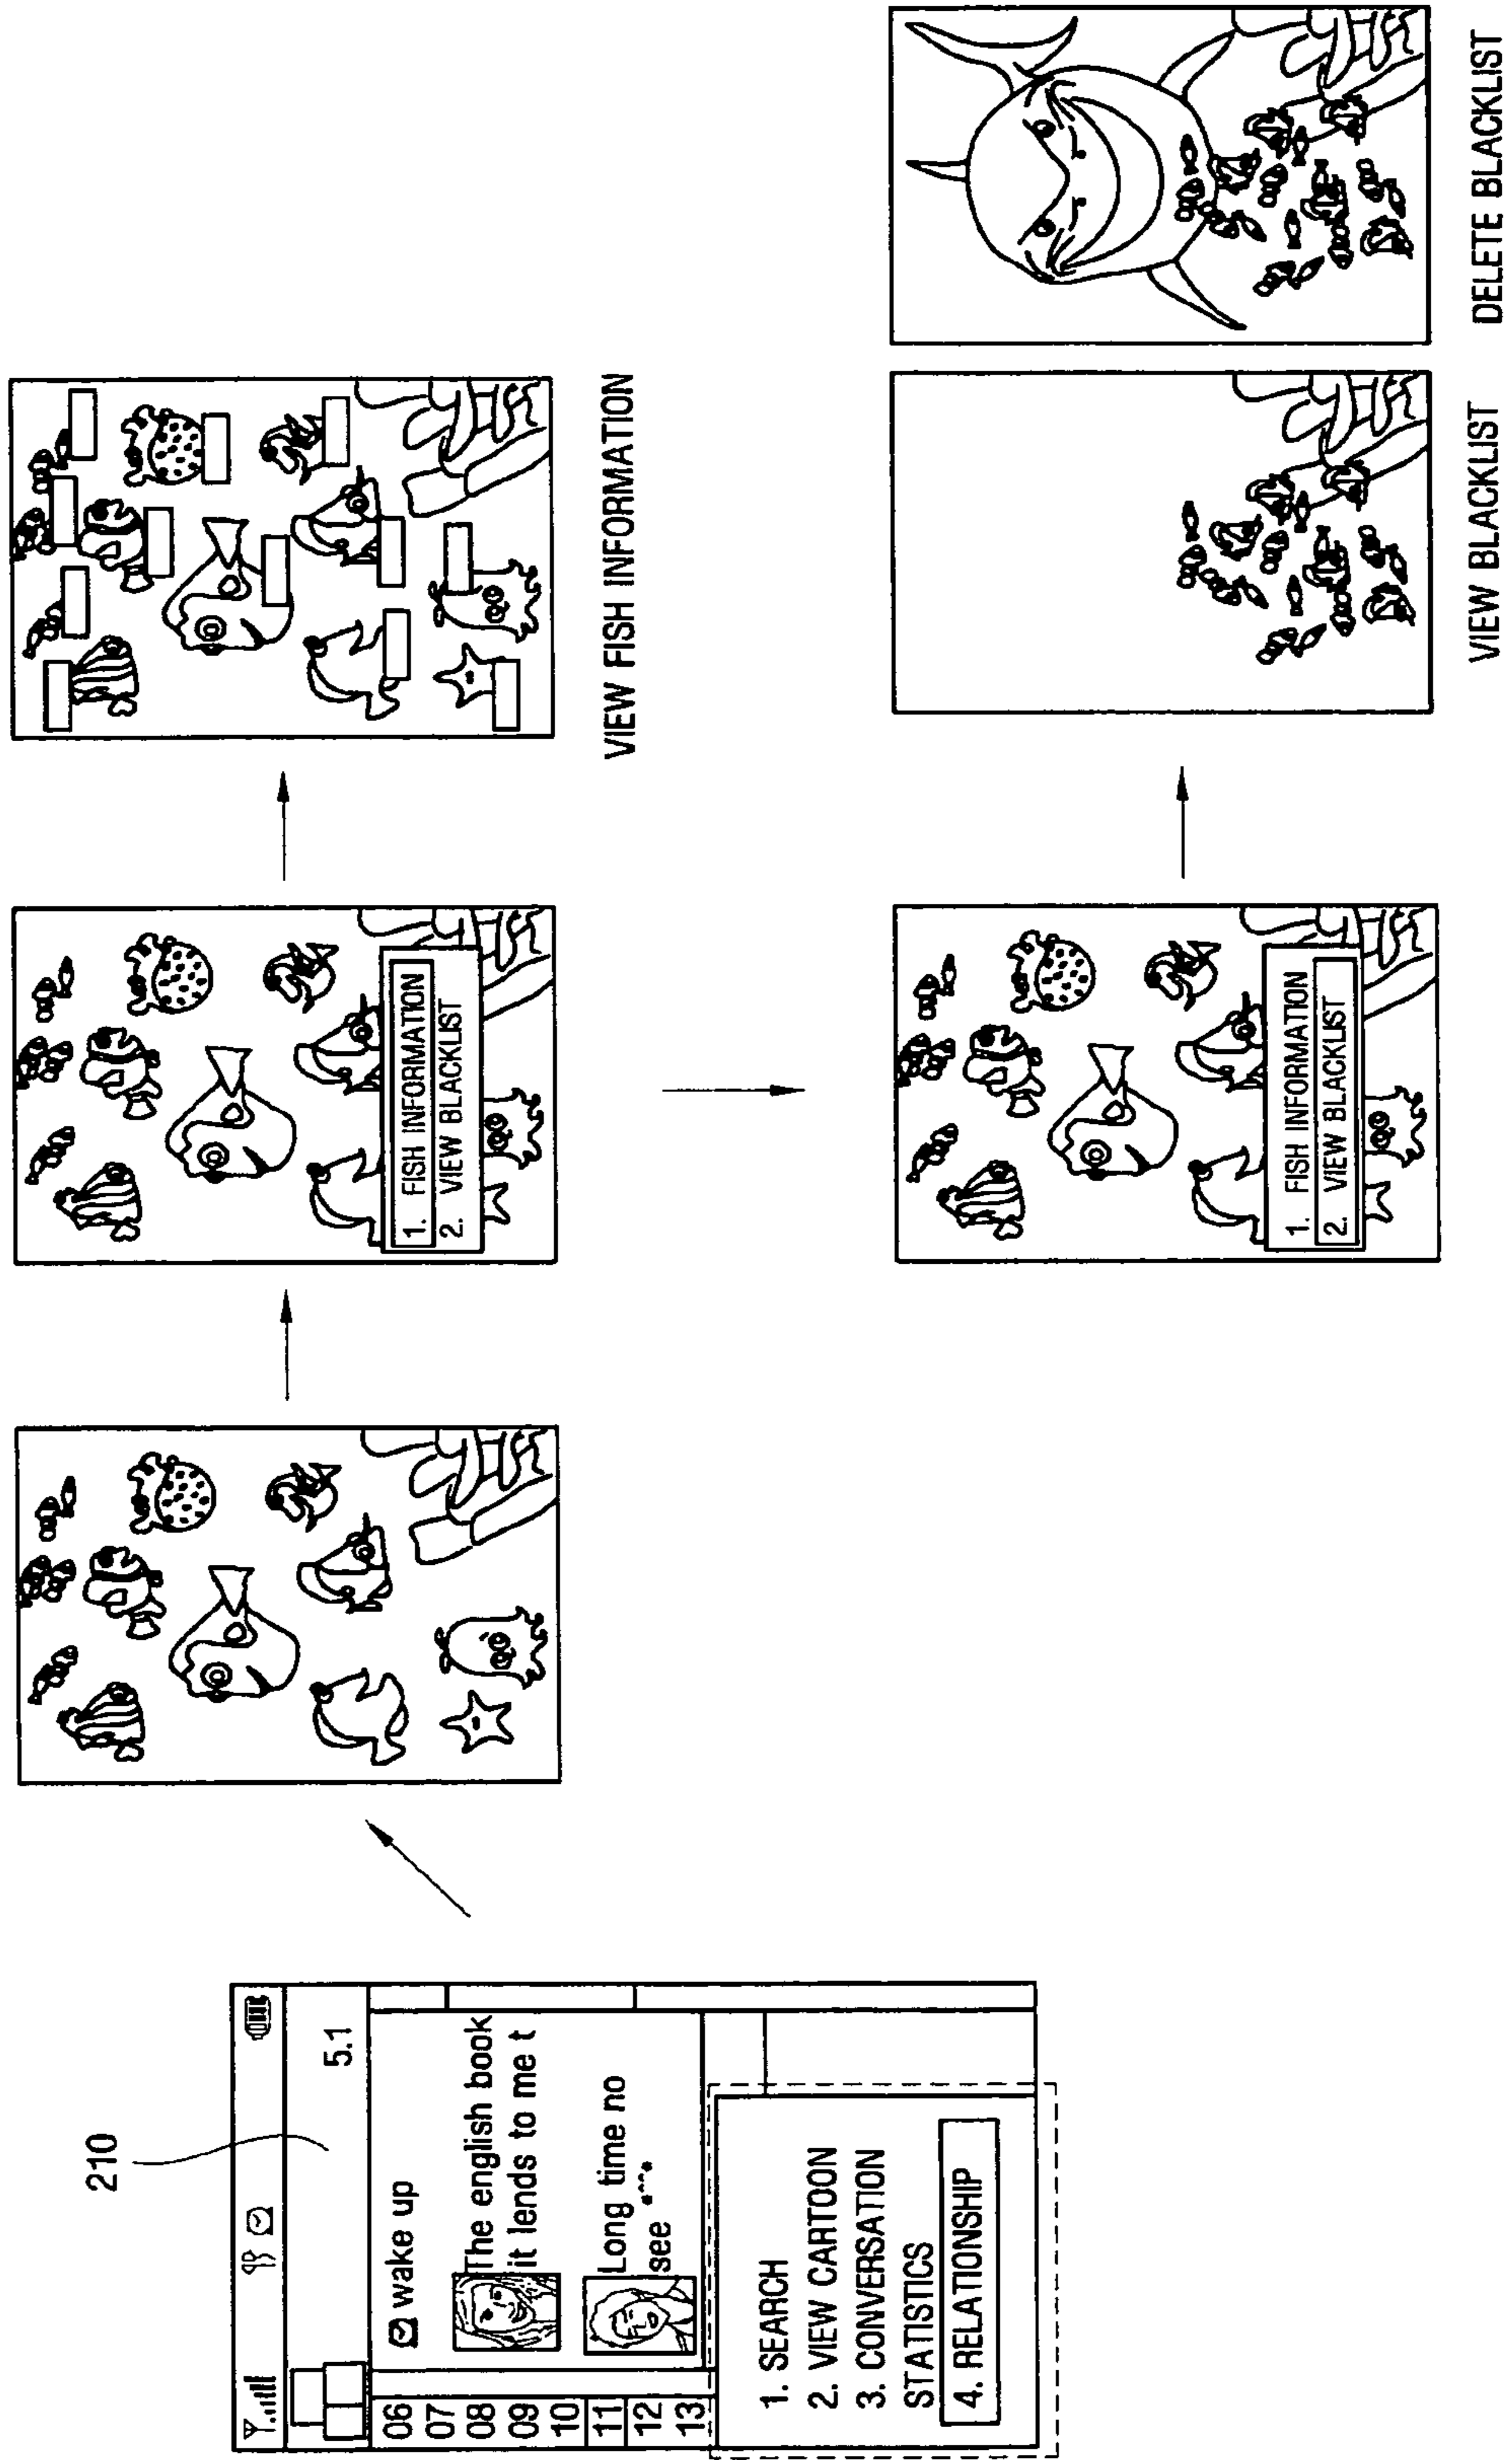 210
5.1
06
07
08
09
10
11
12
13
wake up
The english book
it lends to me t
Long time no
see
1. SEARCH
2. VIEW CARTOON
3. CONVERSATION
STATISTICS
4. RELATIONSHIP
1. FISH INFORMATION
2. VIEW BLACKLIST
VIEW FISH INFORMATION
1. FISH INFORMATION
2. VIEW BLACKLIST
VIEW BLACKLIST
DELETE BLACKLIST